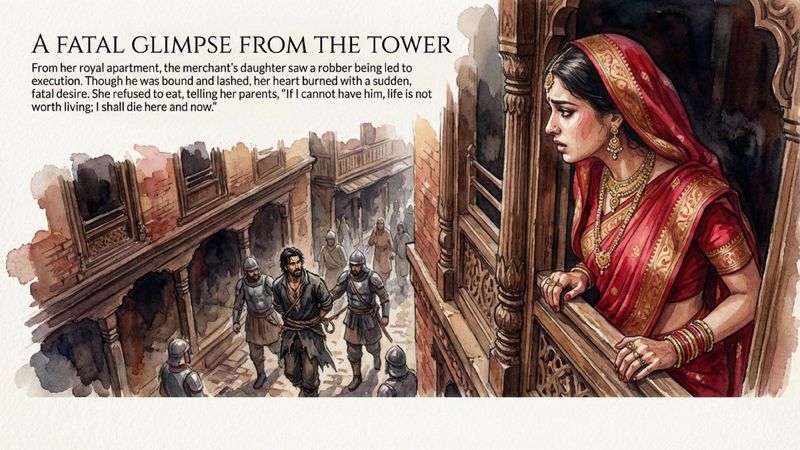 A FATAL GLIMPSE FROM THE TOWER
From her royal apartment, the merchant's daughter saw a robber being led to
execution. Though he was bound and lashed, her heart burned with a sudden,
fatal desire. She refused to eat, telling her parents, "If I cannot have him, life is not
worth living; I shall die here and now."